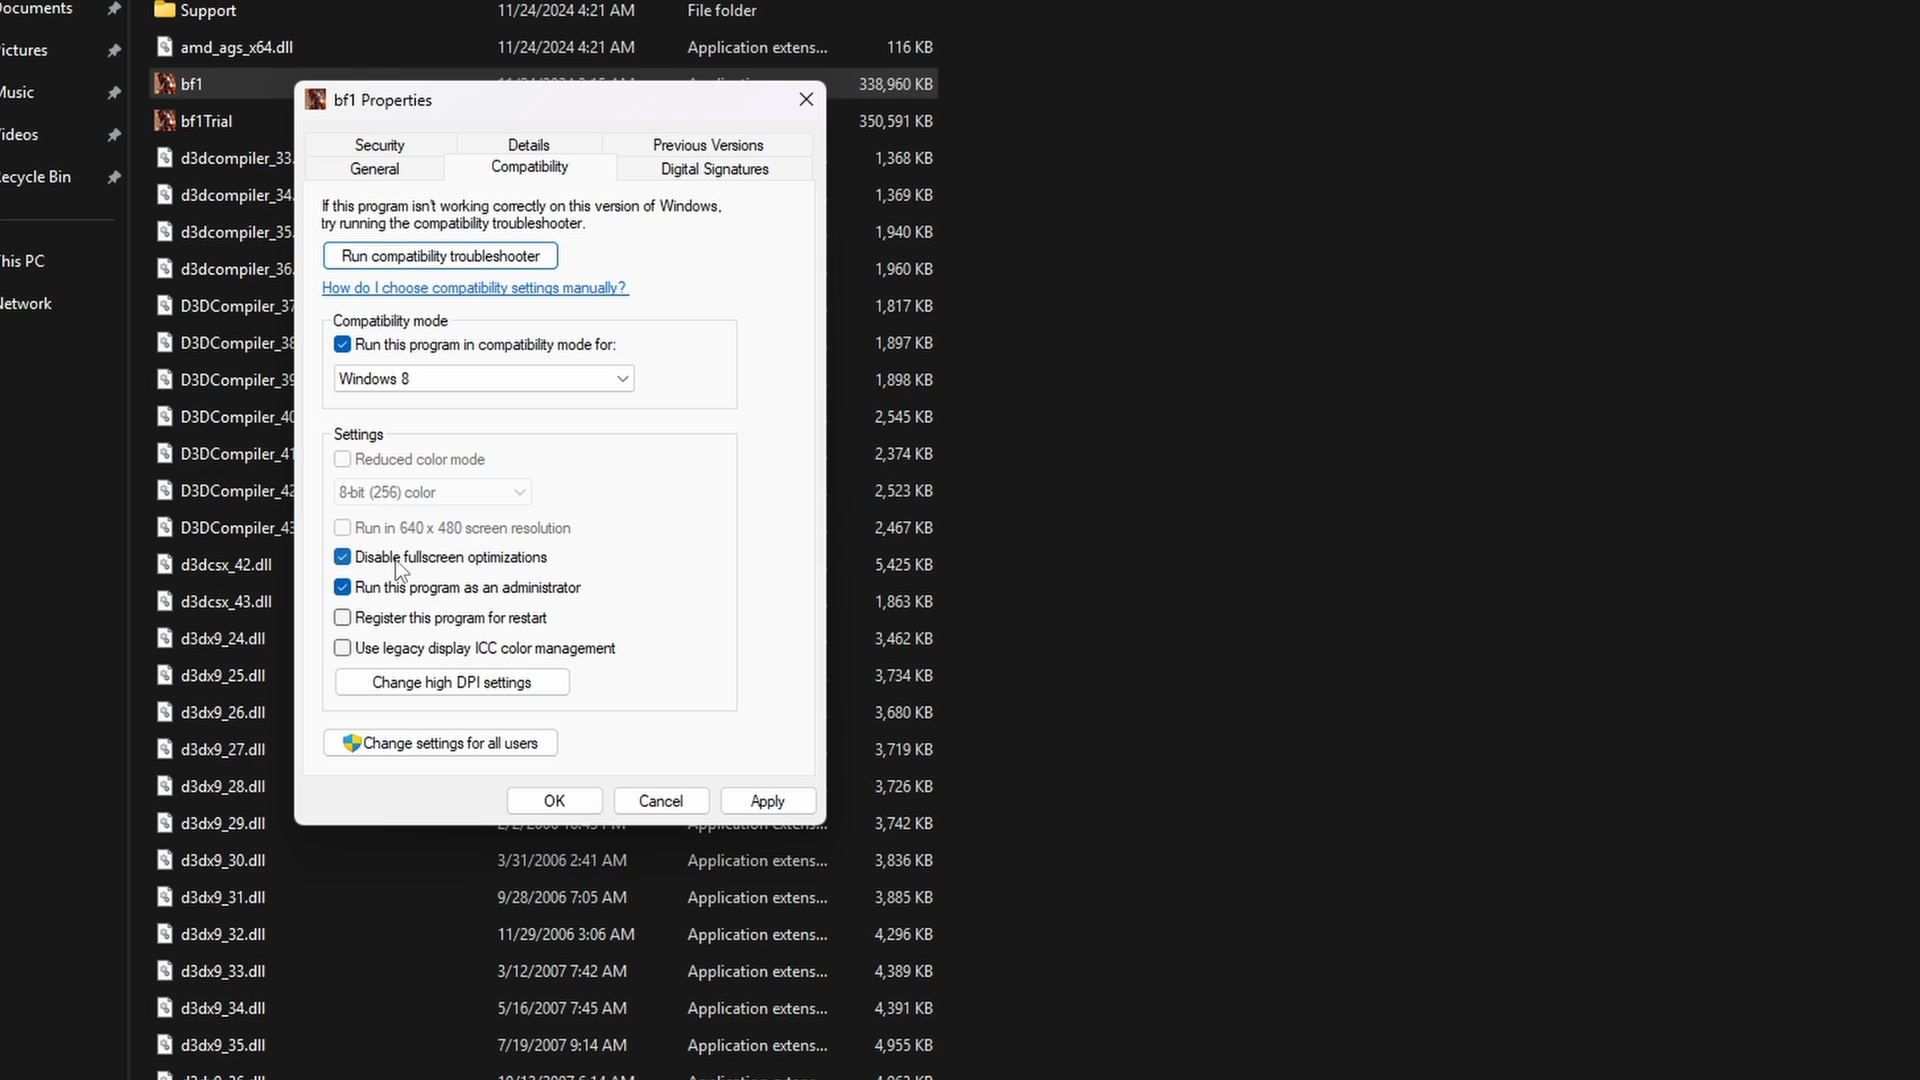 Documents
Pictures
Music
Videos
Recycle Bin
This PC
Network
Support 11/24/2024 4:21 AM File folder
amd_ags_x64.dll 11/24/2024 4:21 AM Application extens... 116 KB
bf1 338,960 KB
bf1Trial 350,591 KB
d3dcompiler_33. 1,368 KB
d3dcompiler_34. 1,369 KB
d3dcompiler_35. 1,940 KB
d3dcompiler_36. 1,960 KB
D3DCompiler_37 1,817 KB
D3DCompiler_38 1,897 KB
D3DCompiler_39 1,898 KB
D3DCompiler_40 2,545 KB
D3DCompiler_41 2,374 KB
D3DCompiler_42 2,523 KB
D3DCompiler_43 2,467 KB
d3dcsx_42.dll 5,425 KB
d3dcsx_43.dll 1,863 KB
d3dx9_24.dll 3,462 KB
d3dx9_25.dll 3,734 KB
d3dx9_26.dll 3,680 KB
d3dx9_27.dll 3,719 KB
d3dx9_28.dll 3,726 KB
d3dx9_29.dll 3,742 KB
d3dx9_30.dll 3/31/2006 2:41 AM Application extens... 3,836 KB
d3dx9_31.dll 9/28/2006 7:05 AM Application extens... 3,885 KB
d3dx9_32.dll 11/29/2006 3:06 AM Application extens... 4,296 KB
d3dx9_33.dll 3/12/2007 7:42 AM Application extens... 4,389 KB
d3dx9_34.dll 5/16/2007 7:45 AM Application extens... 4,391 KB
d3dx9_35.dll 7/19/2007 9:14 AM Application extens... 4,955 KB
bf1 Properties
Security Details Previous Versions
General Compatibility Digital Signatures
If this program isn't working correctly on this version of Windows,
try running the compatibility troubleshooter.
Run compatibility troubleshooter
How do I choose compatibility settings manually?
Compatibility mode
Run this program in compatibility mode for:
Windows 8
Settings
Reduced color mode
8-bit (256) color
Run in 640 x 480 screen resolution
Disable fullscreen optimizations
Run this program as an administrator
Register this program for restart
Use legacy display ICC color management
Change high DPI settings
Change settings for all users
OK Cancel Apply